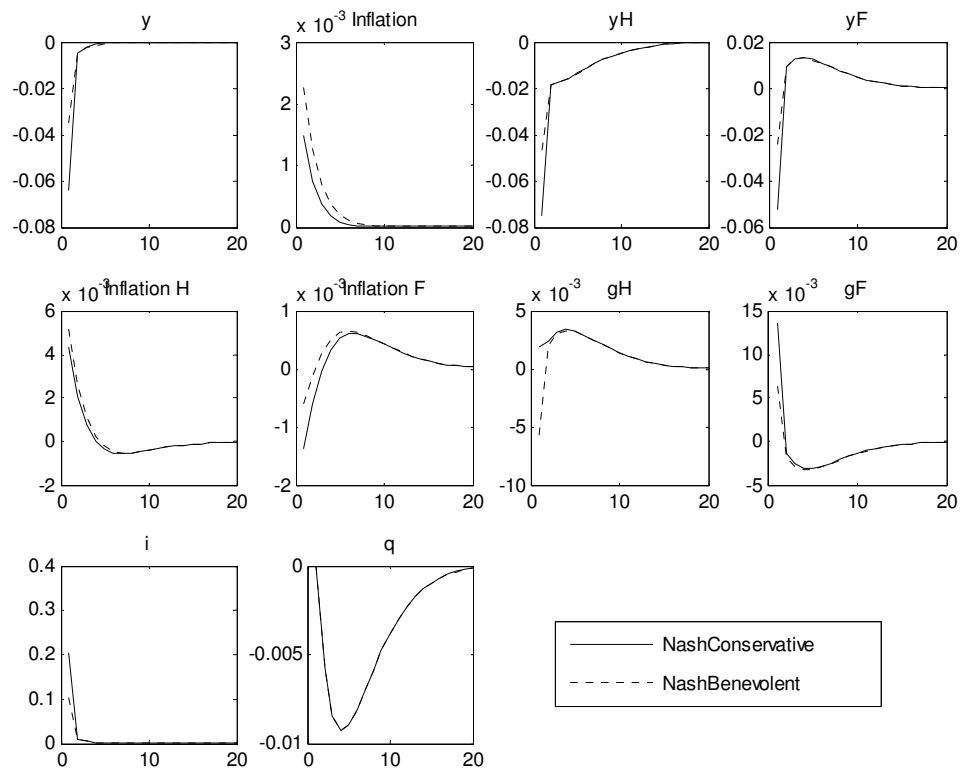 y
0
-0.02
-0.04
-0.06
-0.08
0 10 20
x 10-3 Inflation
3
2
1
0
0 10 20
yH
0
-0.02
-0.04
-0.06
-0.08
0 10 20
yF
0.02
0
-0.02
-0.04
-0.06
0 10 20
x 10-3 Inflation H
6
4
2
0
-2
0 10 20
x 10-3 Inflation F
1
0
-1
-2
0 10 20
x 10-3 gH
5
0
-5
-10
0 10 20
x 10-3 gF
15
10
5
0
-5
0 10 20
i
0.4
0.3
0.2
0.1
0
0 10 20
q
0
-0.005
-0.01
0 10 20
NashConservative
NashBenevolent